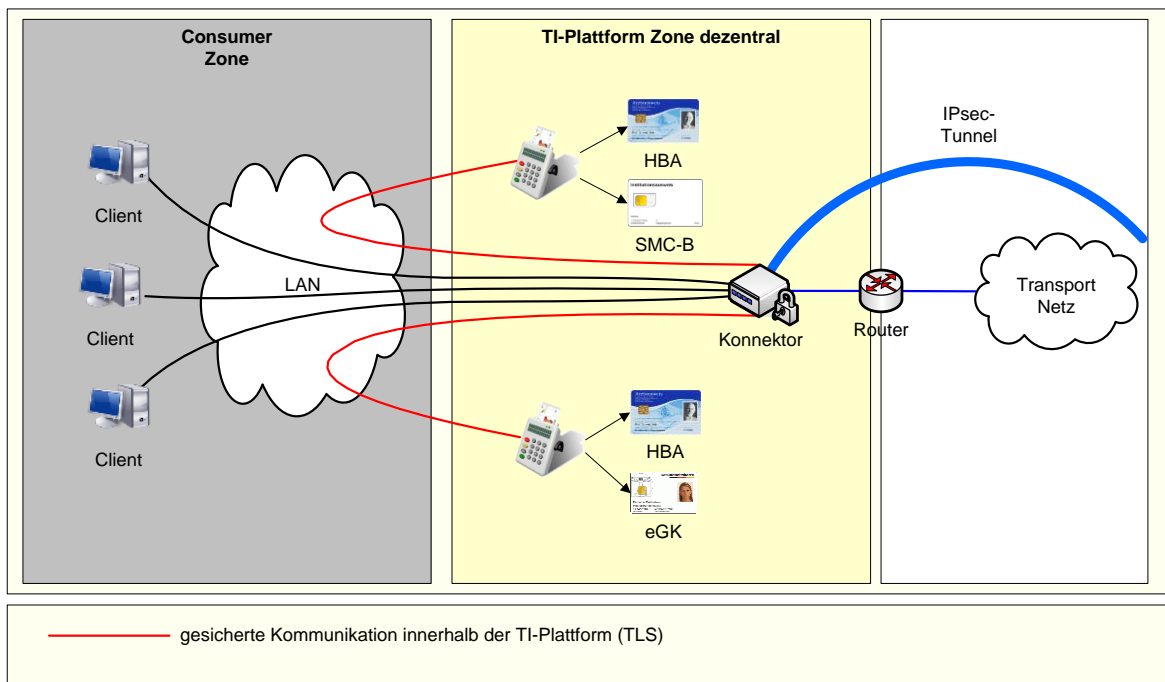 Consumer
Zone
TI-Plattform Zone dezentral
IPsec-
Tunnel
HBA
Client
SMC-B
LAN
Transport
Netz
Client
Konnektor
Router
Client
HBA
eGK
gesicherte Kommunikation innerhalb der TI-Plattform (TLS)